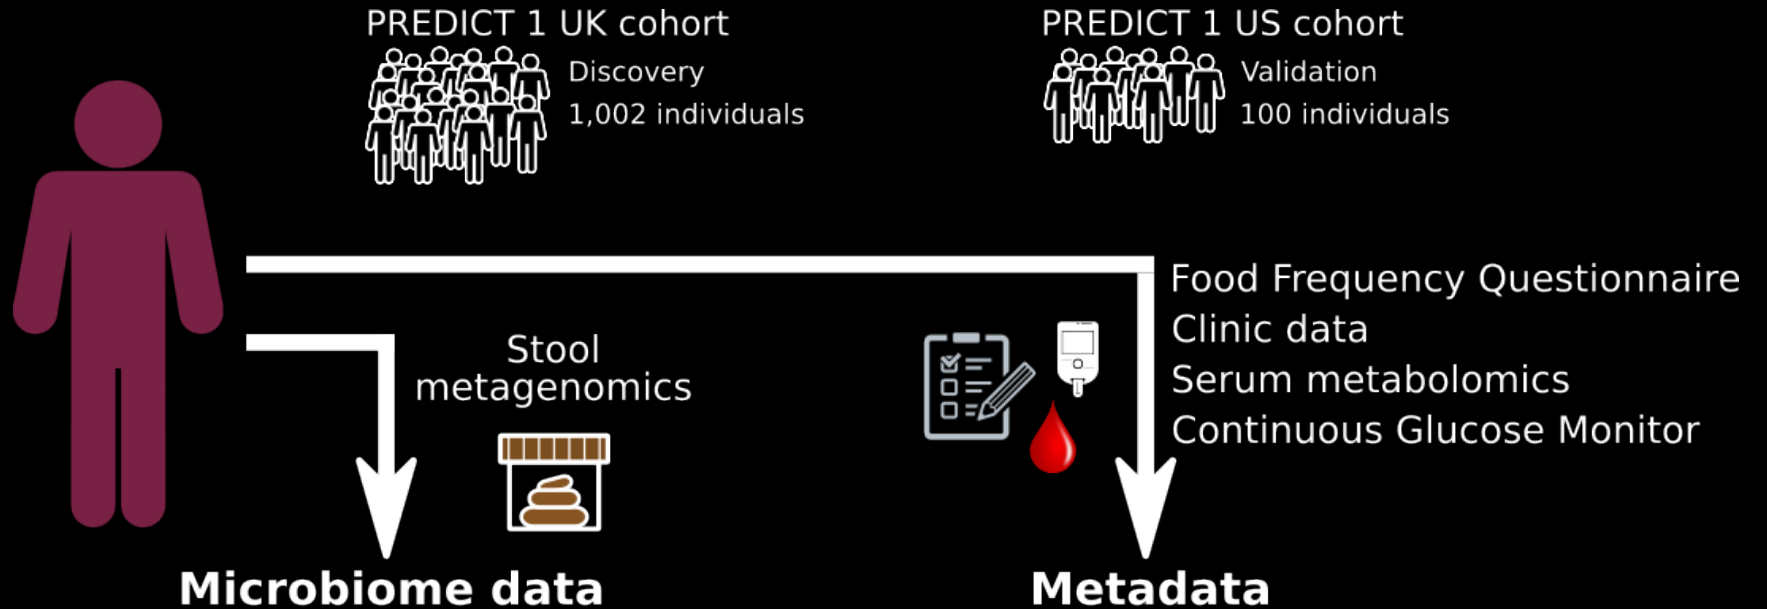 PREDICT 1 UK cohort
Discovery
1,002 individuals
PREDICT 1 US cohort
Validation
100 individuals
Stool
metagenomics
Microbiome data
Food Frequency Questionnaire
Clinic data
Serum metabolomics
Continuous Glucose Monitor
Metadata